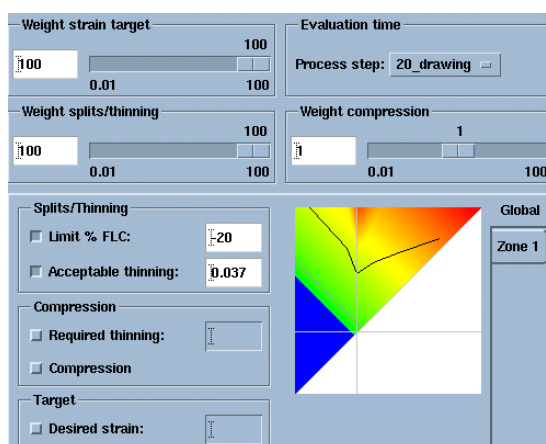 Weight strain target
100
100
0.01 100
Evaluation time
Process step: 20_drawing
Weight splits/thinning
100
100
0.01 100
Weight compression
1
1
0.01 100
Splits/Thinning
Limit % FLC: -20
Acceptable thinning: 0.037
Compression
Required thinning:
Compression
Target
Desired strain:
Global
Zone 1